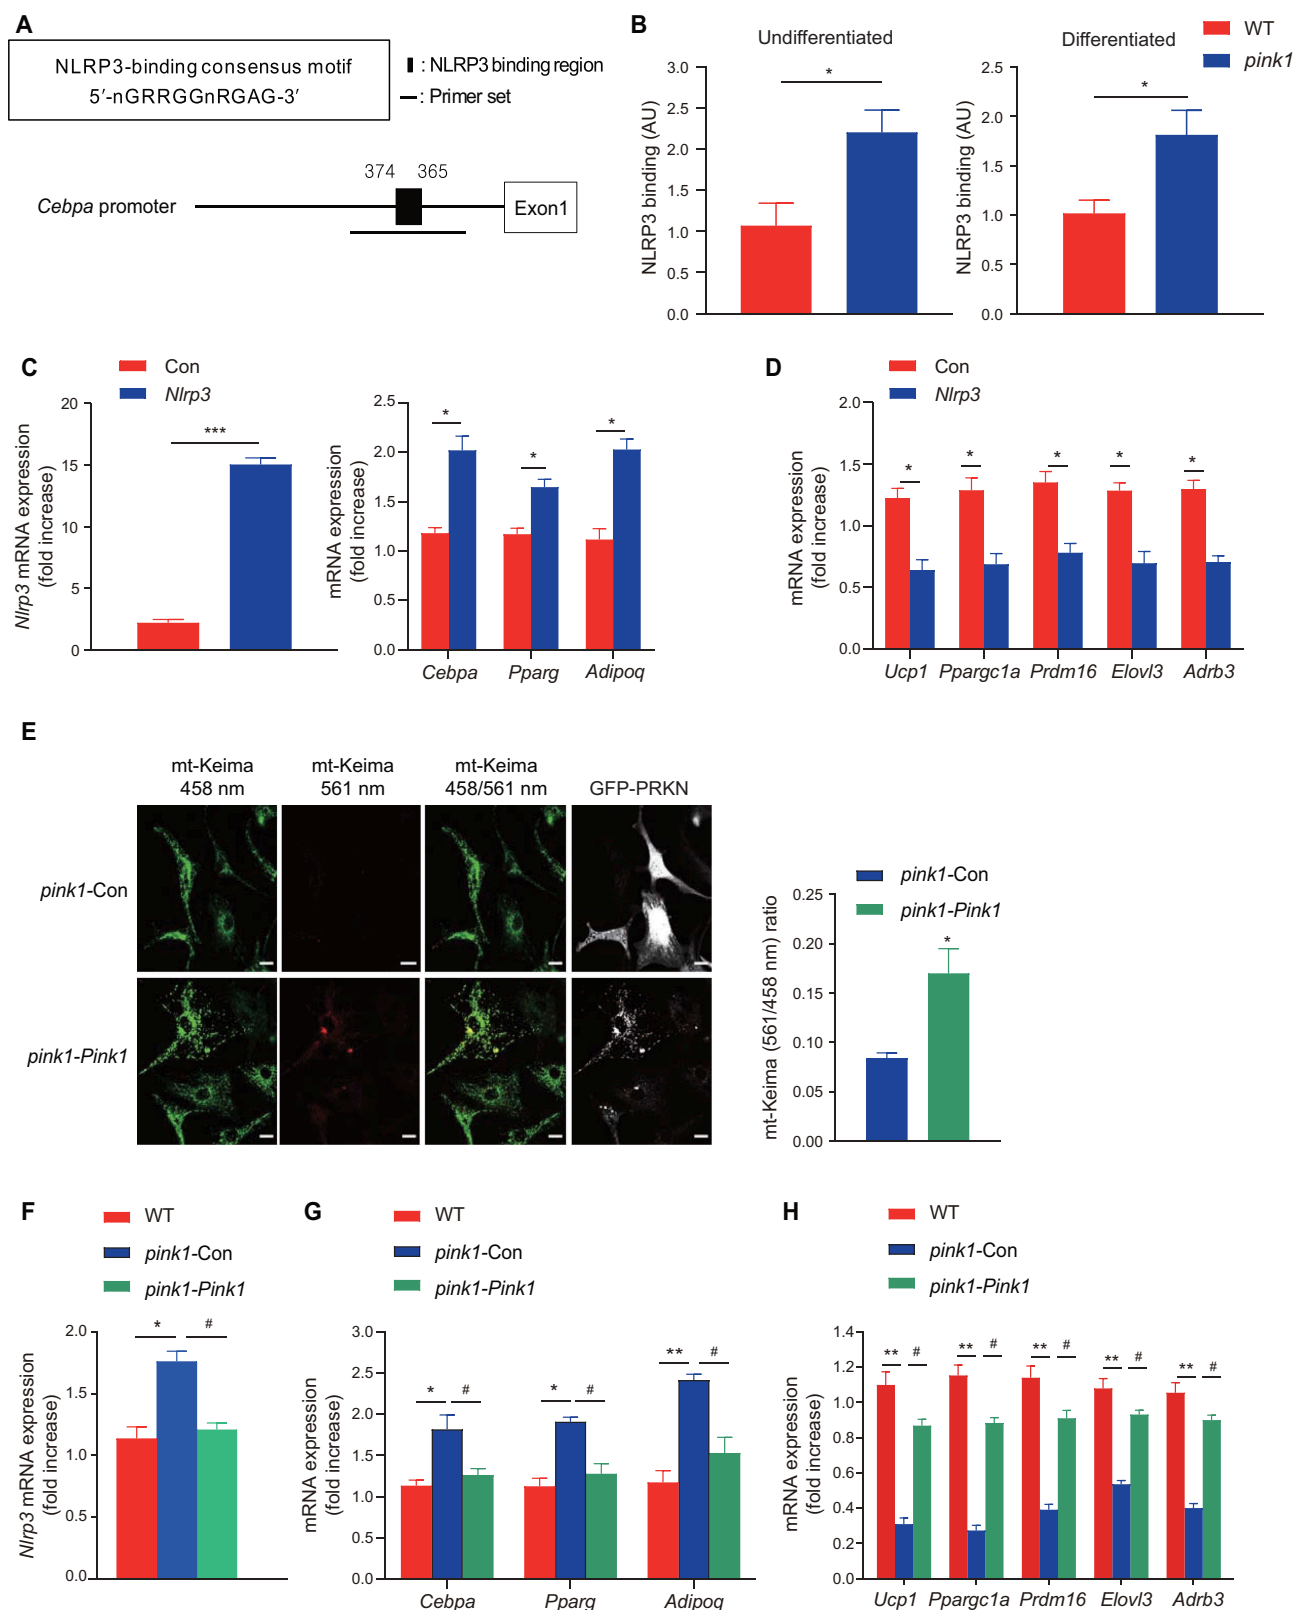 A
NLRP3-binding consensus motif
5′-nGRRGGnRGAG-3′
: NLRP3 binding region
: Primer set
374 365
Cebpa promoter
Exon1
B
WT
pink1
Undifferentiated
Differentiated
NLRP3 binding (AU)
3.0
2.5
2.0
1.5
1.0
0.5
0.0
*
NLRP3 binding (AU)
2.5
2.0
1.5
1.0
0.5
0.0
*
C
Con
Nlrp3
Nlrp3 mRNA expression
(fold increase)
20
15
10
5
0
***
mRNA expression
(fold increase)
2.5
2.0
1.5
1.0
0.5
0.0
* * *
Cebpa Pparg Adipoq
D
Con
Nlrp3
mRNA expression
(fold increase)
2.0
1.5
1.0
0.5
0.0
* * * * *
Ucp1 Ppargc1a Prdm16 Elovl3 Adrb3
E
mt-Keima
458 nm
mt-Keima
561 nm
mt-Keima
458/561 nm
GFP-PRKN
pink1-Con
pink1-Pink1
pink1-Con
pink1-Pink1
mt-Keima (561/458 nm) ratio
0.25
0.20
0.15
0.10
0.05
0.00
*
F
WT
pink1-Con
pink1-Pink1
Nlrp3 mRNA expression
(fold increase)
2.0
1.5
1.0
0.5
0.0
* #
G
WT
pink1-Con
pink1-Pink1
mRNA expression
(fold increase)
3.0
2.5
2.0
1.5
1.0
0.5
0.0
* # * # ** #
Cebpa Pparg Adipoq
H
WT
pink1-Con
pink1-Pink1
mRNA expression
(fold increase)
1.4
1.2
1.0
0.8
0.6
0.4
0.2
0.0
** # ** # ** # ** # ** #
Ucp1 Ppargc1a Prdm16 Elovl3 Adrb3